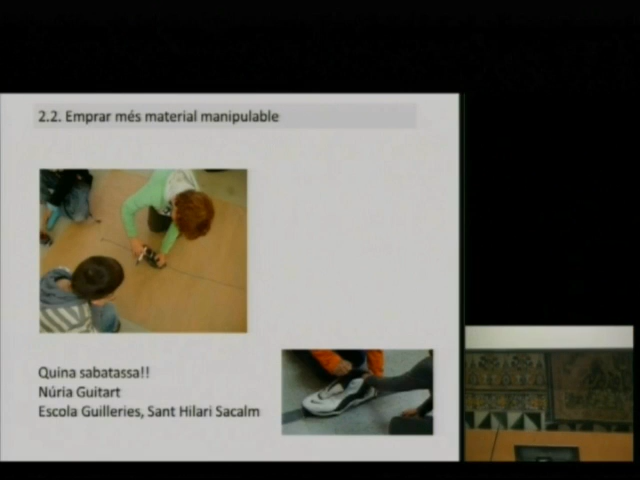 2.2. Emprar més material manipulable
Quina sabatassa!!
Núria Guitart
Escola Guilleries, Sant Hilari Sacalm